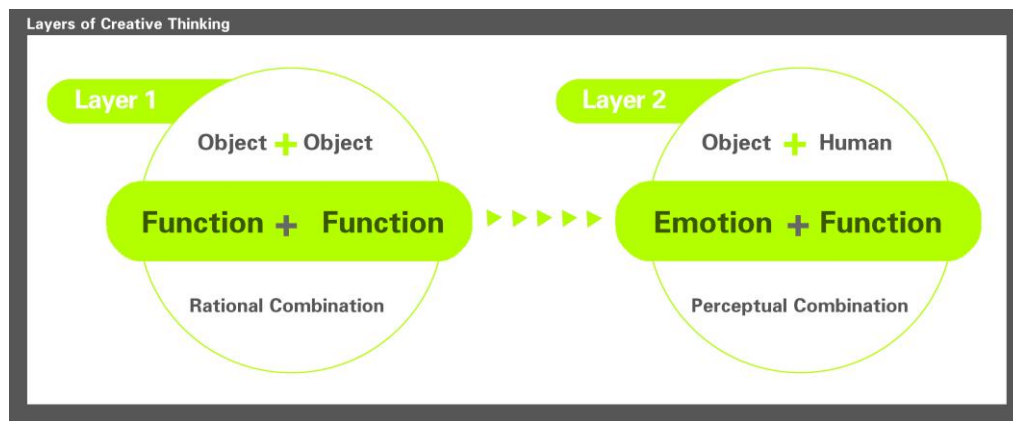 Layers of Creative Thinking
Layer 1
Object + Object
Function + Function
Rational Combination
Layer 2
Object + Human
Emotion + Function
Perceptual Combination